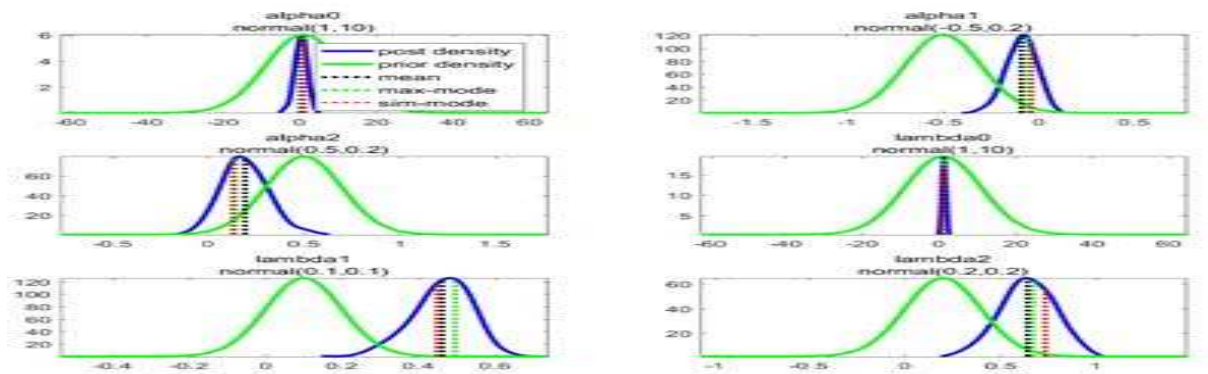 alpha0
normal(1,10)
6
4
2
post density
prior density
mean
max-mode
sim-mode
-60 -40 -20 0 20 40 60
alpha1
normal(-0.5,0.2)
120
100
80
60
40
20
-1.5 -1 -0.5 0 0.5
alpha2
normal(0.5,0.2)
60
40
20
-0.5 0 0.5 1 1.5
lambda0
normal(1,10)
15
10
5
-60 -40 -20 0 20 40 60
lambda1
normal(0.1,0.1)
120
100
80
60
40
20
-0.4 -0.2 0 0.2 0.4 0.6
lambda2
normal(0.2,0.2)
60
40
20
-1 -0.5 0 0.5 1